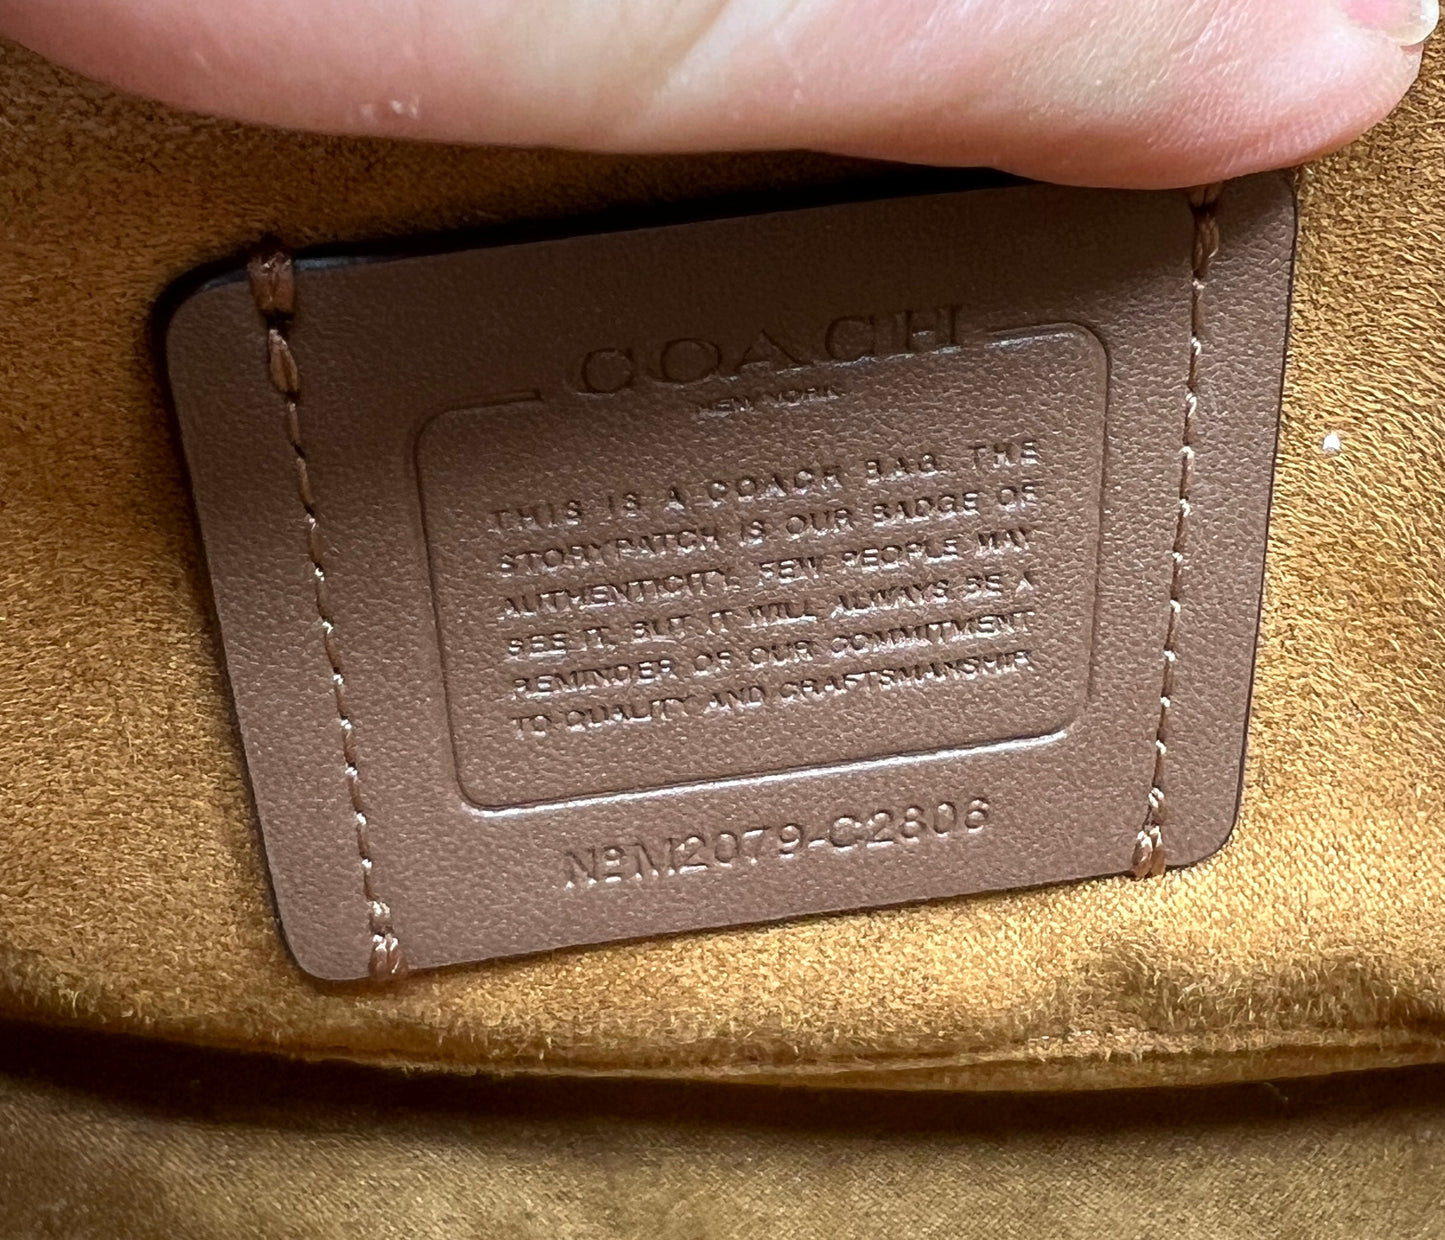 COACH
NEW YORK
THIS IS A COACH BAG. THE
STORYPATCH IS OUR BADGE OF
AUTHENTICITY. FEW PEOPLE MAY
SEE IT, BUT IT WILL ALWAYS BE A
REMINDER OF OUR COMMITMENT
TO QUALITY AND CRAFTSMANSHIP.
Nº M2079-C2806